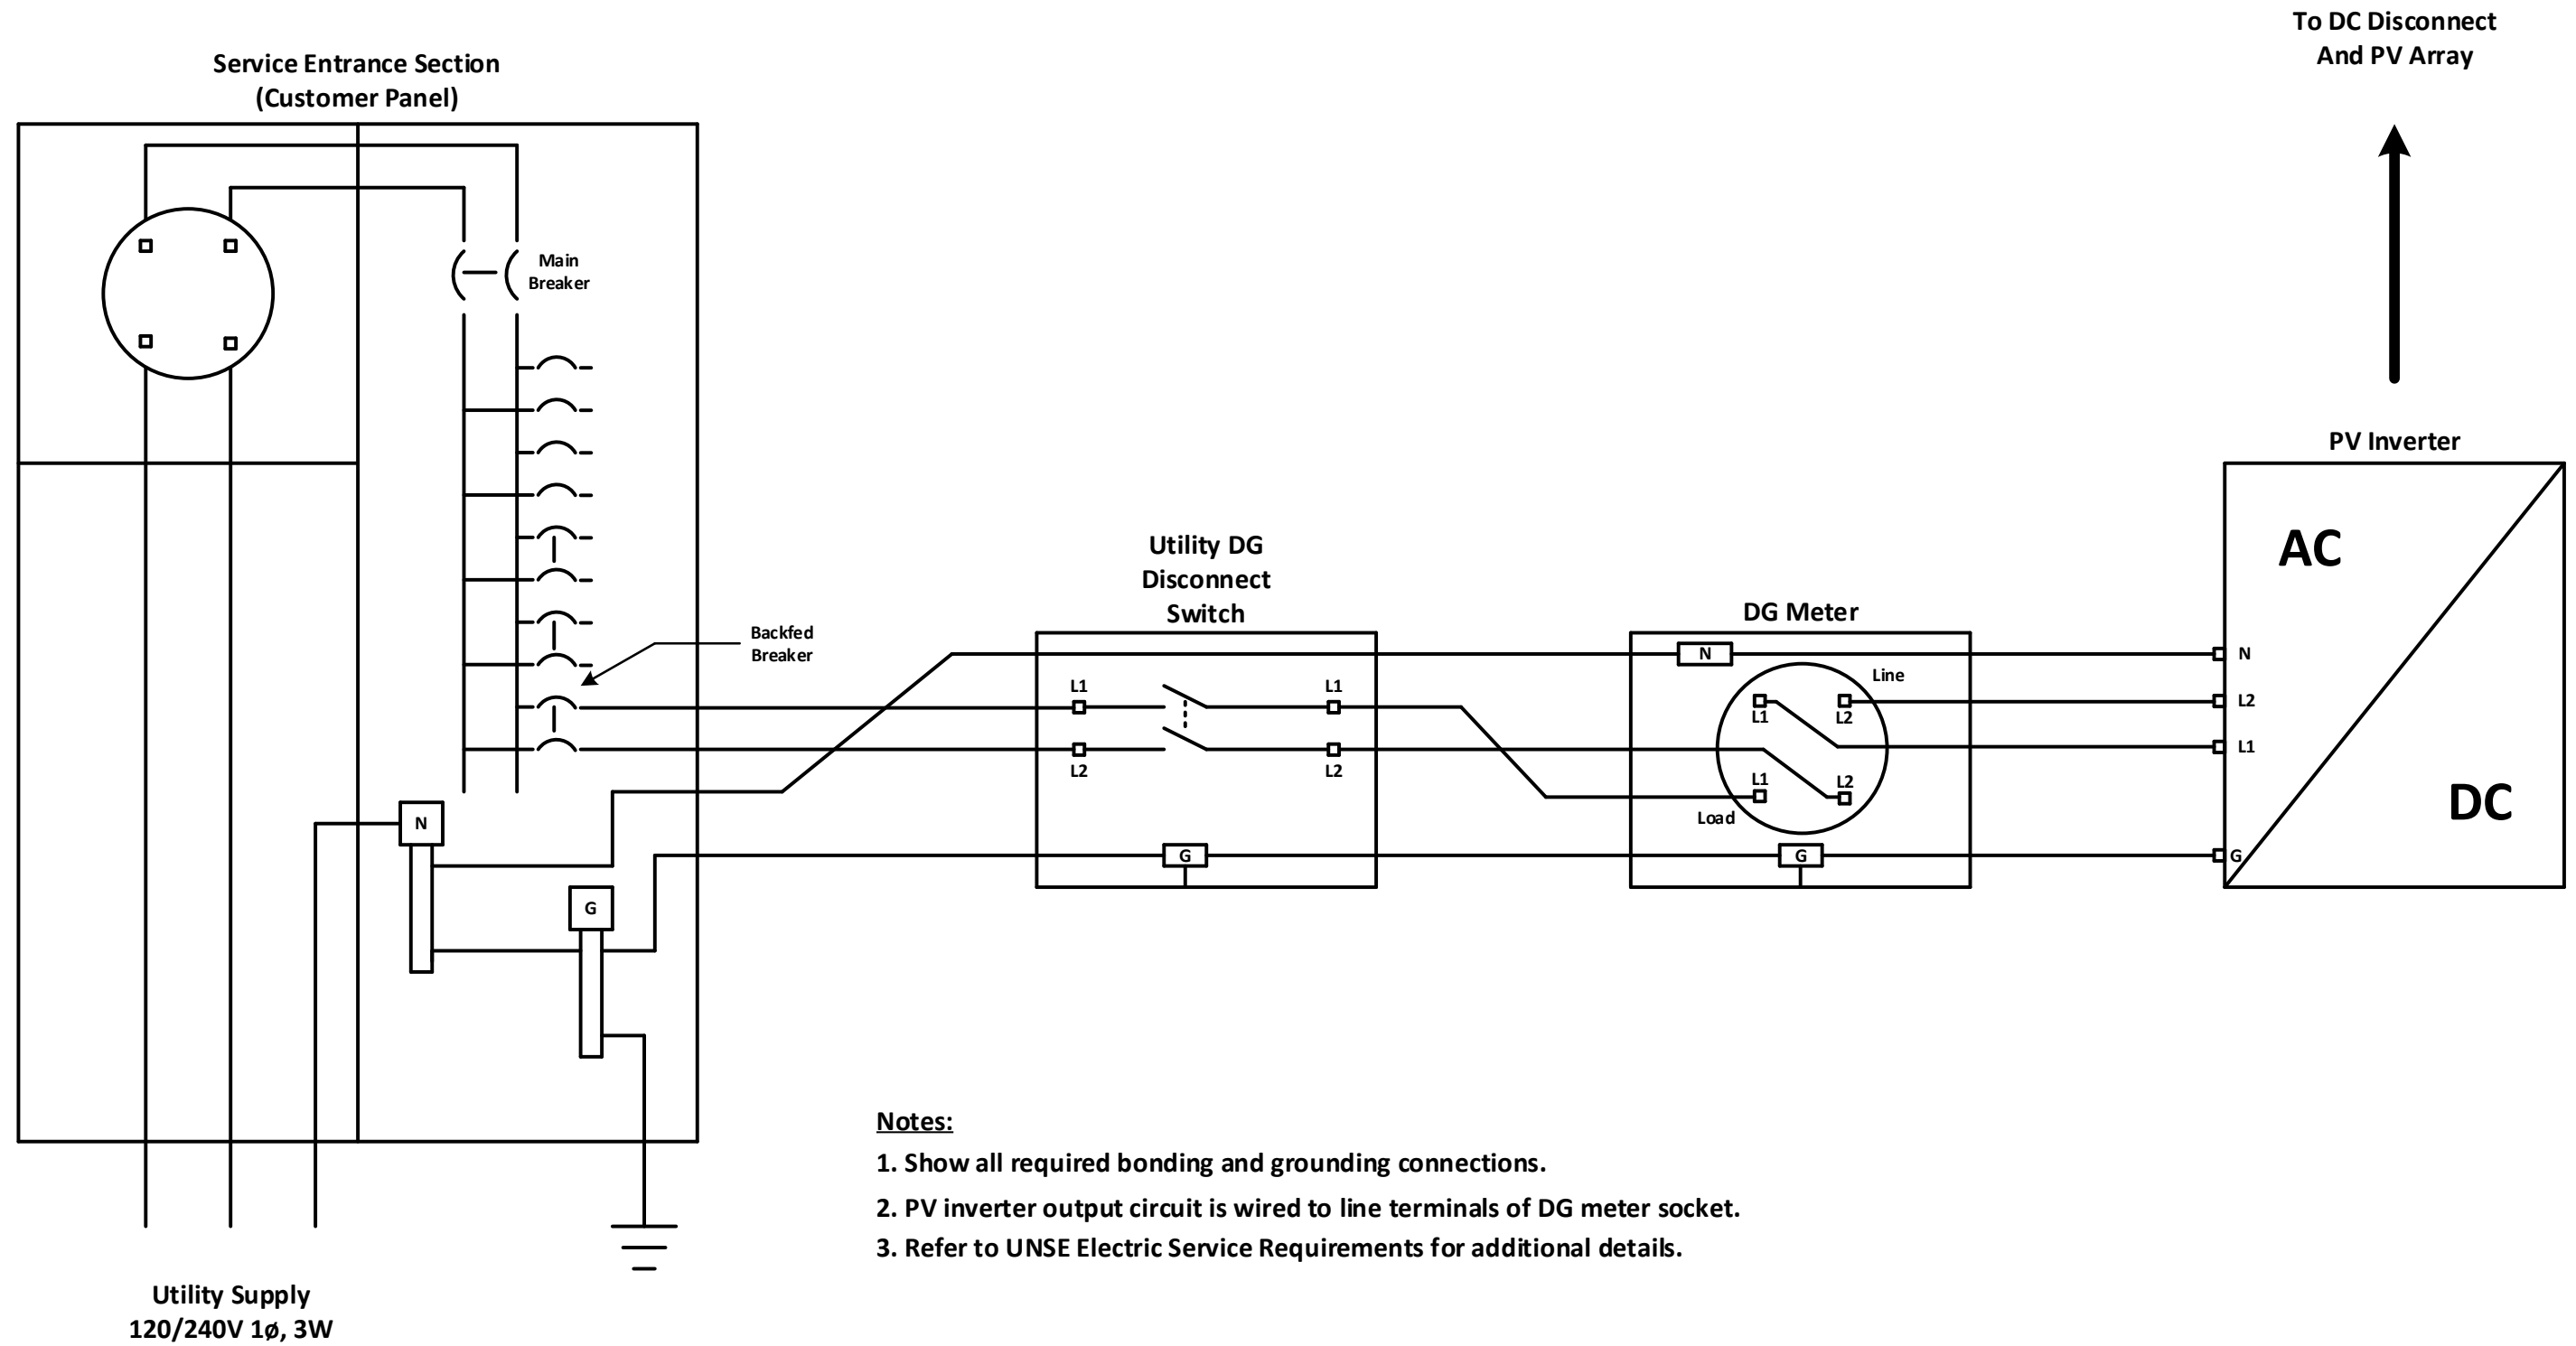 To DC Disconnect
And PV Array
Service Entrance Section
(Customer Panel)
Main
Breaker
PV Inverter
AC
DC
N
L2
L1
G
Utility DG
Disconnect
Switch
L1
L1
L2
L2
G
DG Meter
N
Line
L1
L2
L1
L2
Load
G
Backfed
Breaker
N
G
Notes:
1. Show all required bonding and grounding connections.
2. PV inverter output circuit is wired to line terminals of DG meter socket.
3. Refer to UNSE Electric Service Requirements for additional details.
Utility Supply
120/240V 1ø, 3W